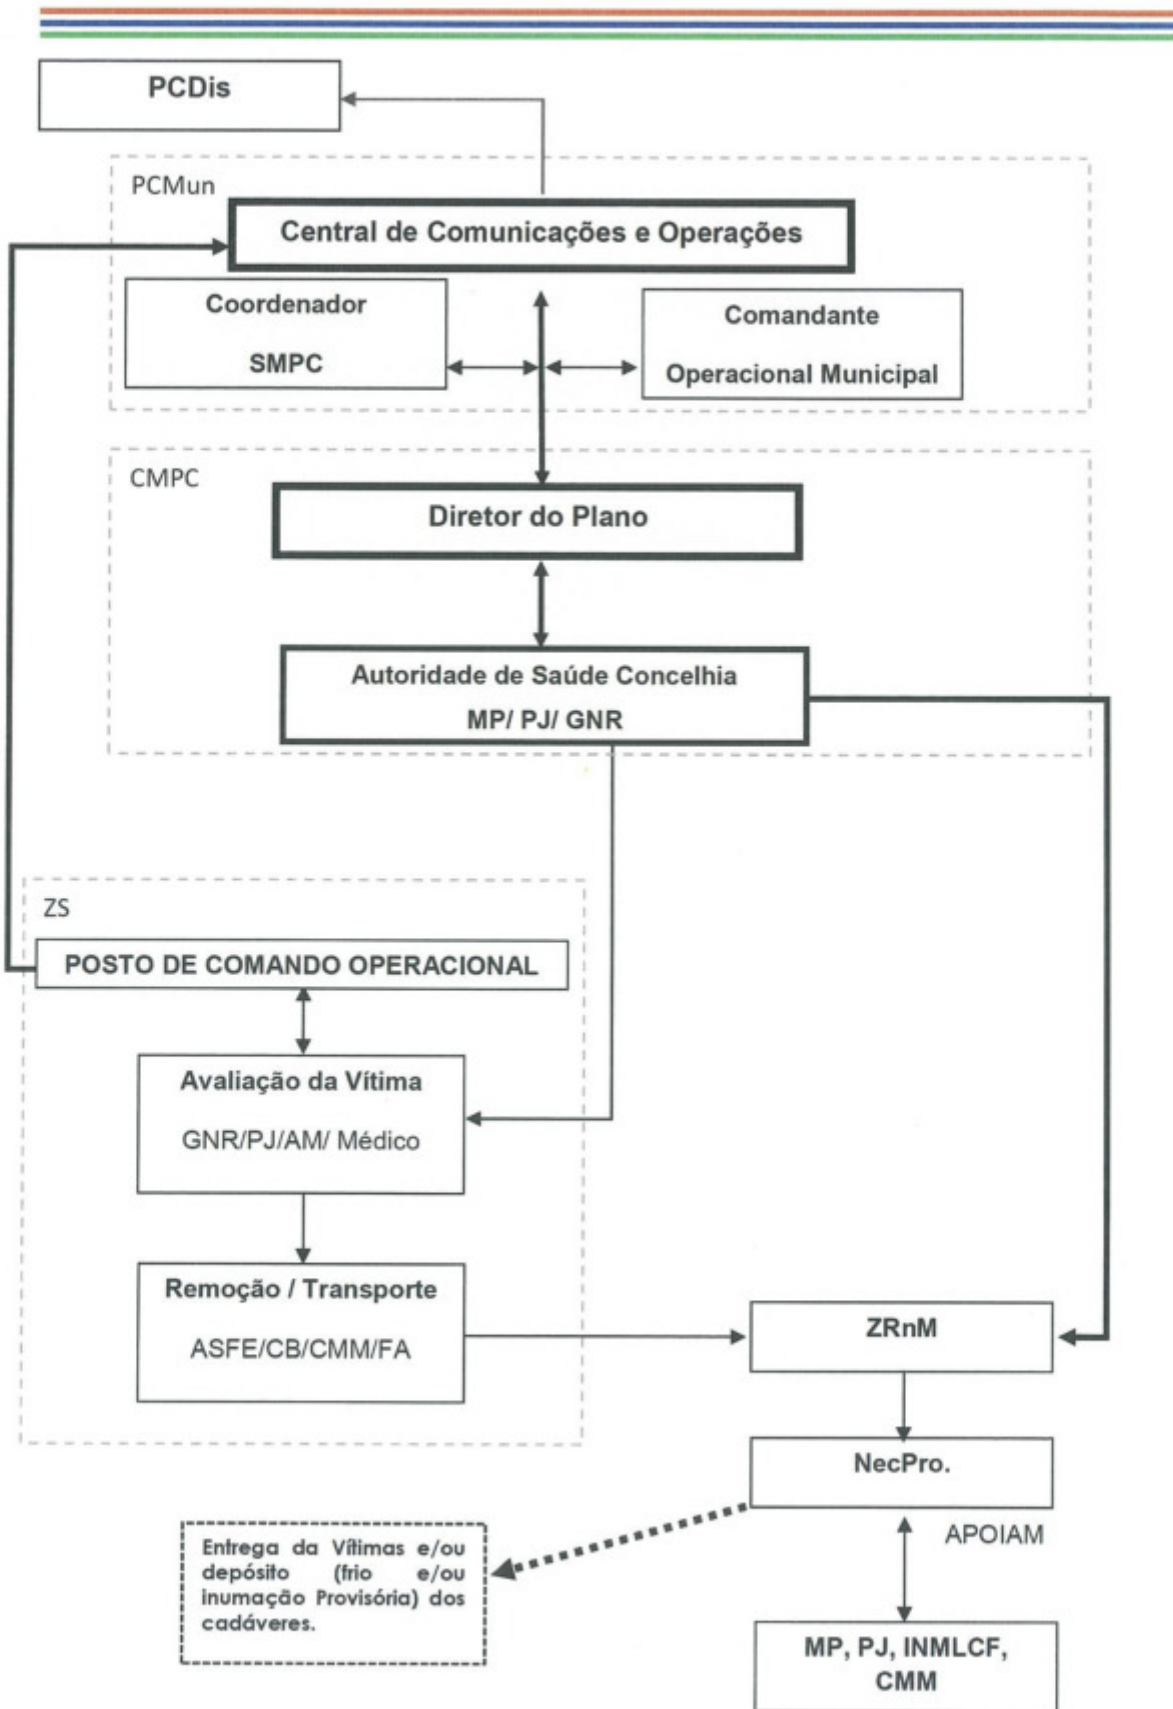 PCDis
PCMun
Central de Comunicações e Operações
Coordenador
SMPC
Comandante
Operacional Municipal
CMPC
Diretor do Plano
Autoridade de Saúde Concelhia
MP/ PJ/ GNR
ZS
POSTO DE COMANDO OPERACIONAL
Avaliação da Vítima
GNR/PJ/AM/ Médico
Remoção / Transporte
ASFE/CB/CMM/FA
ZRnM
NecPro.
APOIAM
Entrega da Vítimas e/ou
depósito (frio e/ou
inumação Provisória) dos
cadáveres.
MP, PJ, INMLCF,
CMM